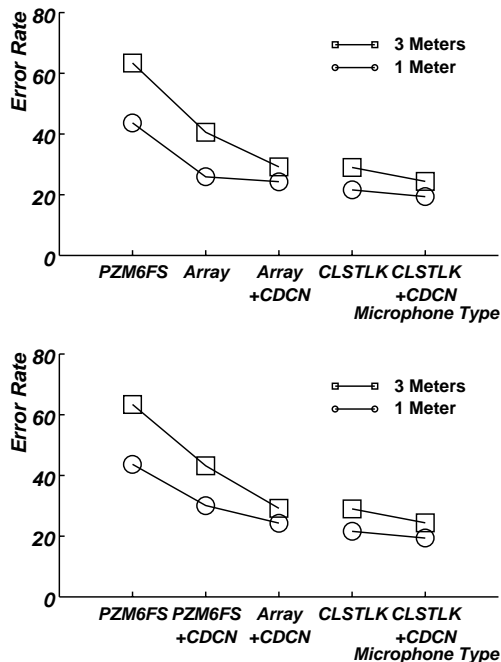 80
60
40
20
0
Error Rate
3 Meters
1 Meter
PZM6FS Array Array CLSTLK CLSTLK
+CDCN +CDCN
Microphone Type
80
60
40
20
0
Error Rate
3 Meters
1 Meter
PZM6FS PZM6FS Array CLSTLK CLSTLK
+CDCN +CDCN +CDCN
Microphone Type